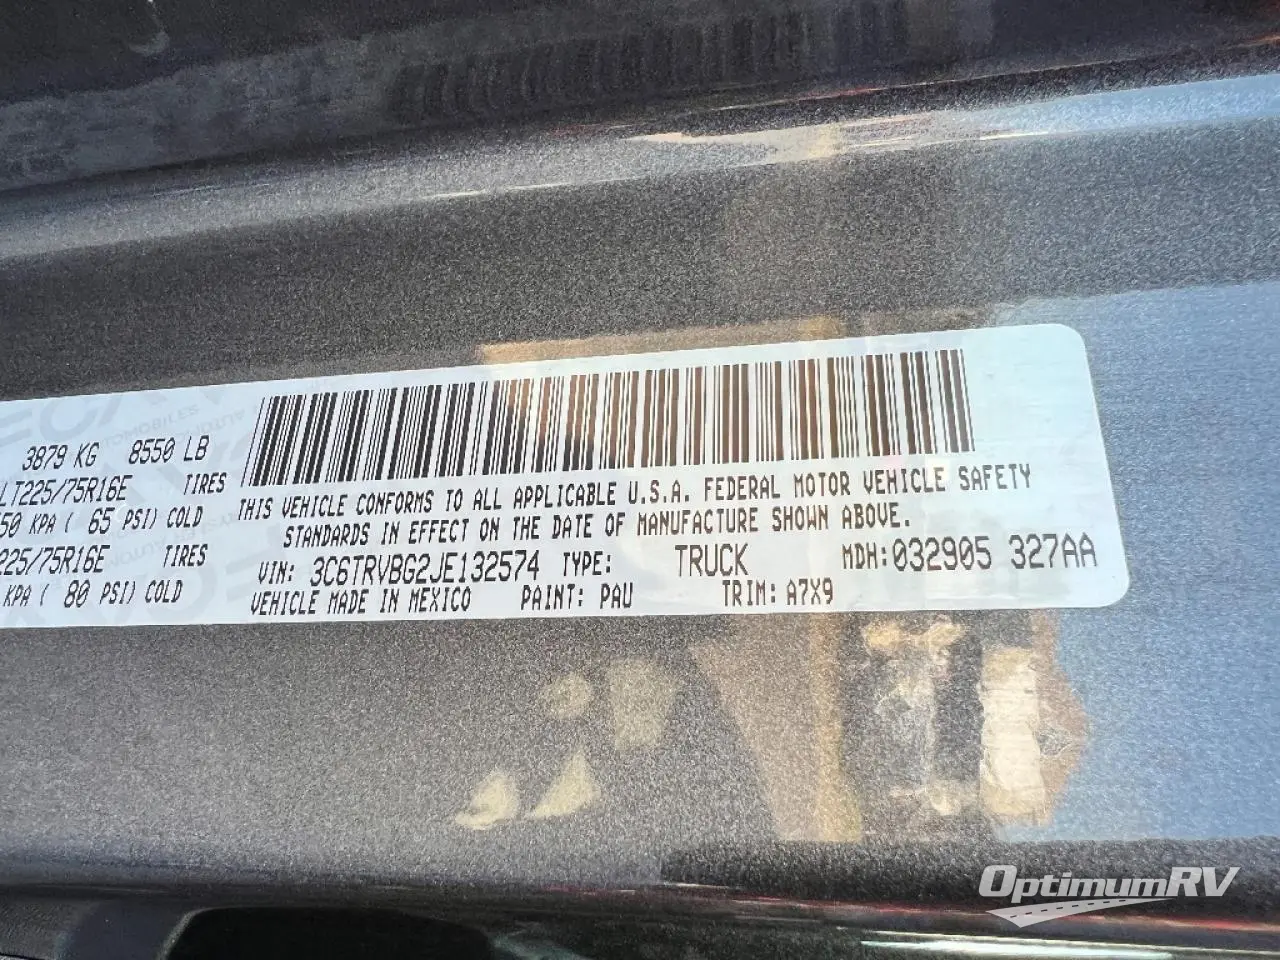 3879 KG 8550 LB
LT225/75R16E TIRES
50 KPA ( 65 PSI) COLD
225/75R16E TIRES
KPA ( 80 PSI) COLD
THIS VEHICLE CONFORMS TO ALL APPLICABLE U.S.A. FEDERAL MOTOR VEHICLE SAFETY
STANDARDS IN EFFECT ON THE DATE OF MANUFACTURE SHOWN ABOVE.
VIN: 3C6TRVBG2JE132574 TYPE: TRUCK MDH: 032905 327AA
VEHICLE MADE IN MEXICO PAINT: PAU TRIM: A7X9
OptimumRV